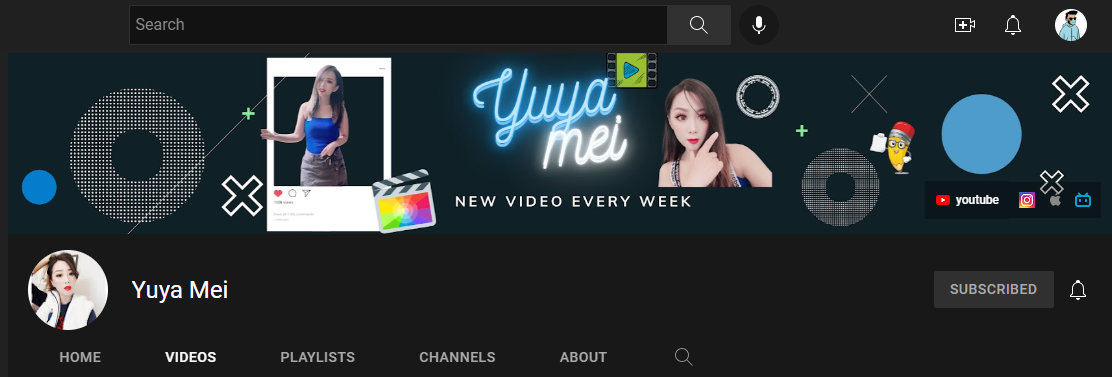 Search
Yuya
mei
NEW VIDEO EVERY WEEK
youtube
Yuya Mei
SUBSCRIBED
HOME
VIDEOS
PLAYLISTS
CHANNELS
ABOUT